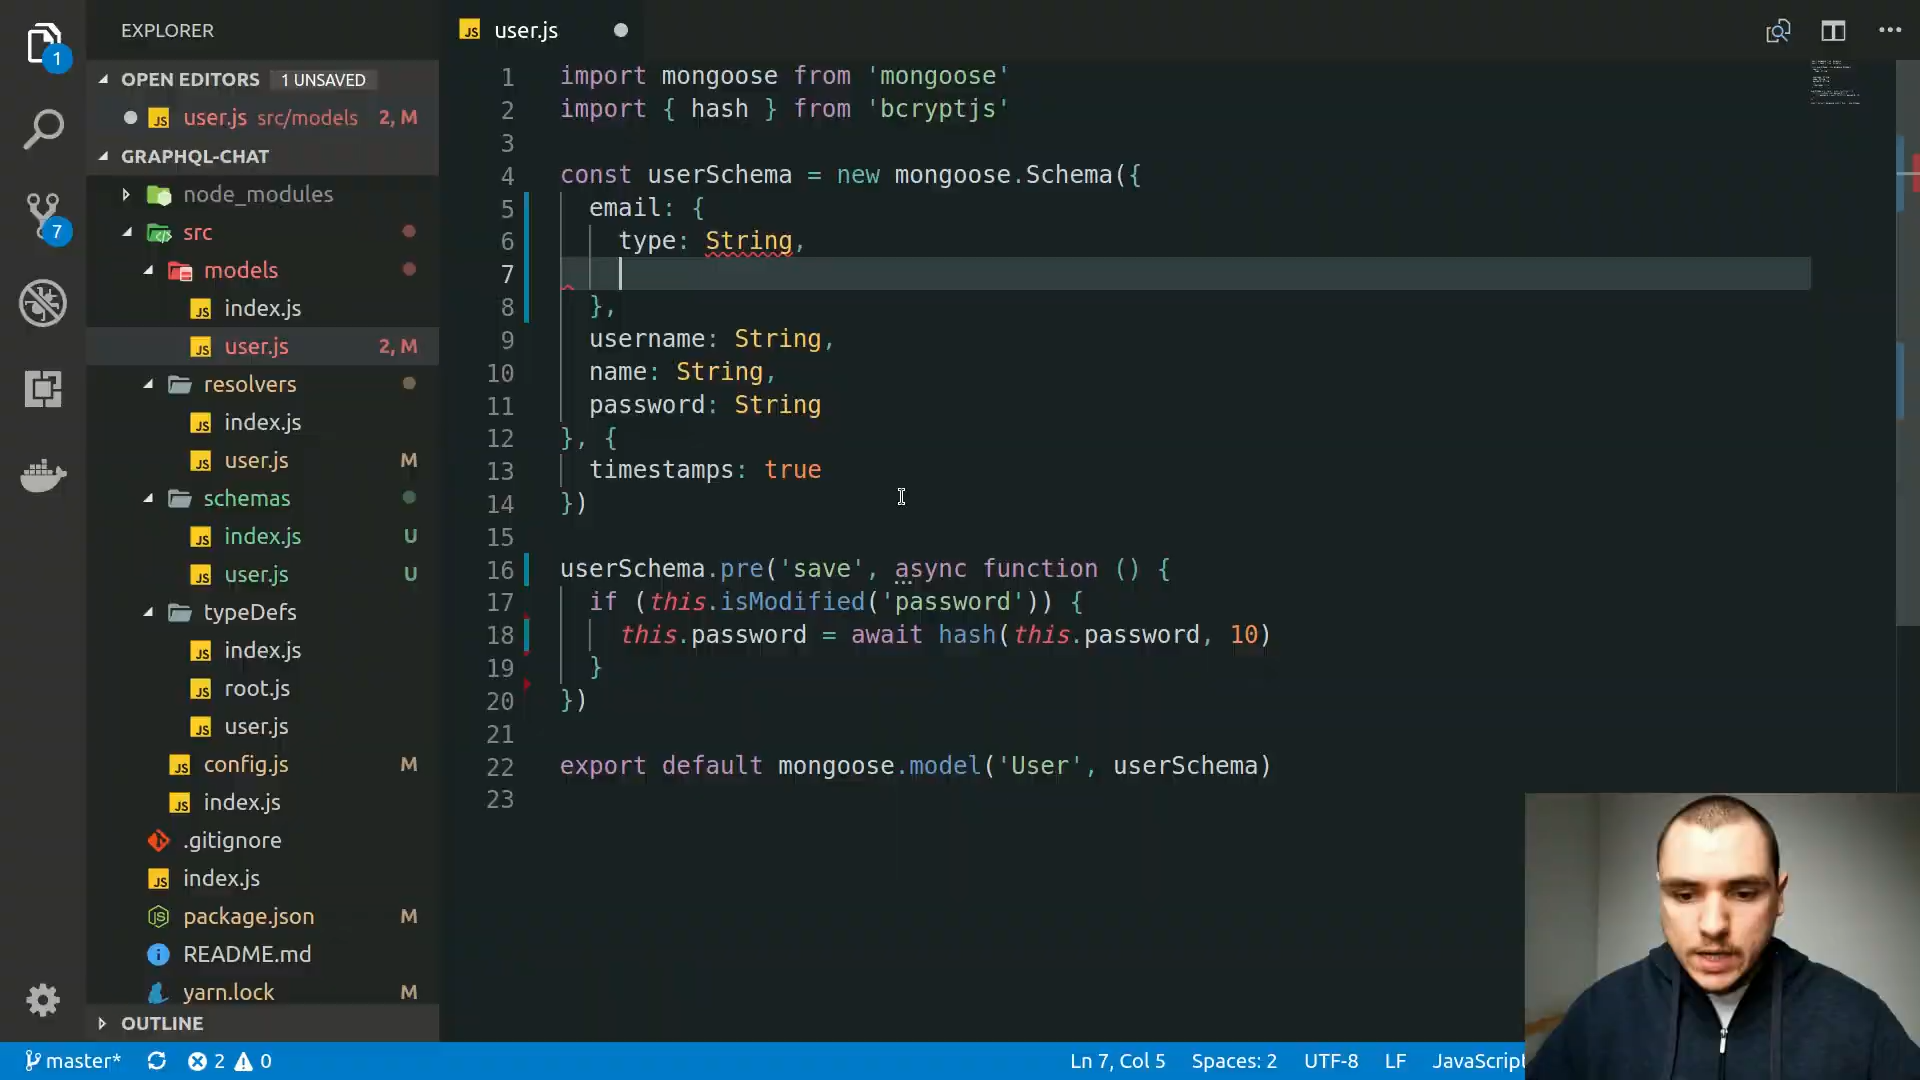 EXPLORER
OPEN EDITORS 1 UNSAVED
user.js src/models 2, M
GRAPHQL-CHAT
node_modules
src
models
index.js
user.js 2, M
resolvers
index.js
user.js M
schemas
index.js U
user.js U
typeDefs
index.js
root.js
user.js
config.js M
index.js
.gitignore
index.js
package.json M
README.md
yarn.lock M
OUTLINE
1
7
user.js
1 import mongoose from 'mongoose'
2 import { hash } from 'bcryptjs'
3
4 const userSchema = new mongoose.Schema({
5 email: {
6 type: String,
7
8 },
9 username: String,
10 name: String,
11 password: String
12 }, {
13 timestamps: true
14 })
15
16 userSchema.pre('save', async function () {
17 if (this.isModified('password')) {
18 this.password = await hash(this.password, 10)
19 }
20 })
21
22 export default mongoose.model('User', userSchema)
23
master* 2 0 Ln 7, Col 5 Spaces: 2 UTF-8 LF JavaScript